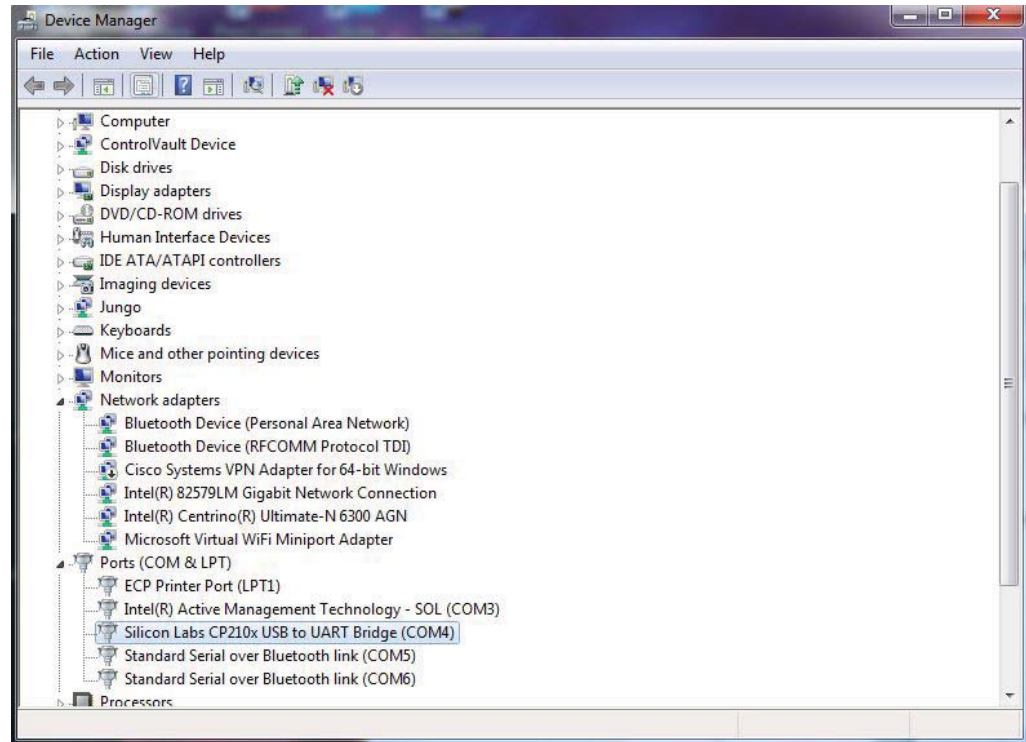 Device Manager
File Action View Help
Computer
ControlVault Device
Disk drives
Display adapters
DVD/CD-ROM drives
Human Interface Devices
IDE ATA/ATAPI controllers
Imaging devices
Jungo
Keyboards
Mice and other pointing devices
Monitors
Network adapters
Bluetooth Device (Personal Area Network)
Bluetooth Device (RFCOMM Protocol TDI)
Cisco Systems VPN Adapter for 64-bit Windows
Intel(R) 82579LM Gigabit Network Connection
Intel(R) Centrino(R) Ultimate-N 6300 AGN
Microsoft Virtual WiFi Miniport Adapter
Ports (COM & LPT)
ECP Printer Port (LPT1)
Intel(R) Active Management Technology - SOL (COM3)
Silicon Labs CP210x USB to UART Bridge (COM4)
Standard Serial over Bluetooth link (COM5)
Standard Serial over Bluetooth link (COM6)
Processors